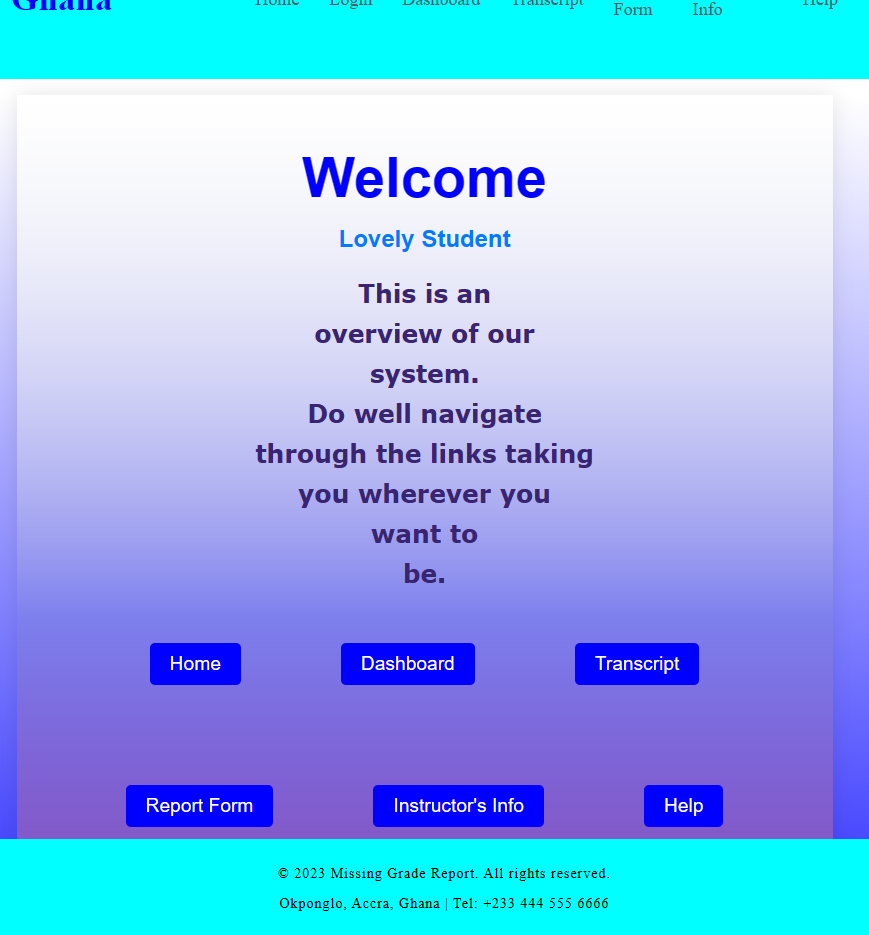 Ghana
Home Login Dashboard Transcript Form Info Help
Welcome
Lovely Student
This is an
overview of our
system.
Do well navigate
through the links taking
you wherever you
want to
be.
Home Dashboard Transcript
Report Form Instructor's Info Help
© 2023 Missing Grade Report. All rights reserved.
Okponglo, Accra, Ghana | Tel: +233 444 555 6666